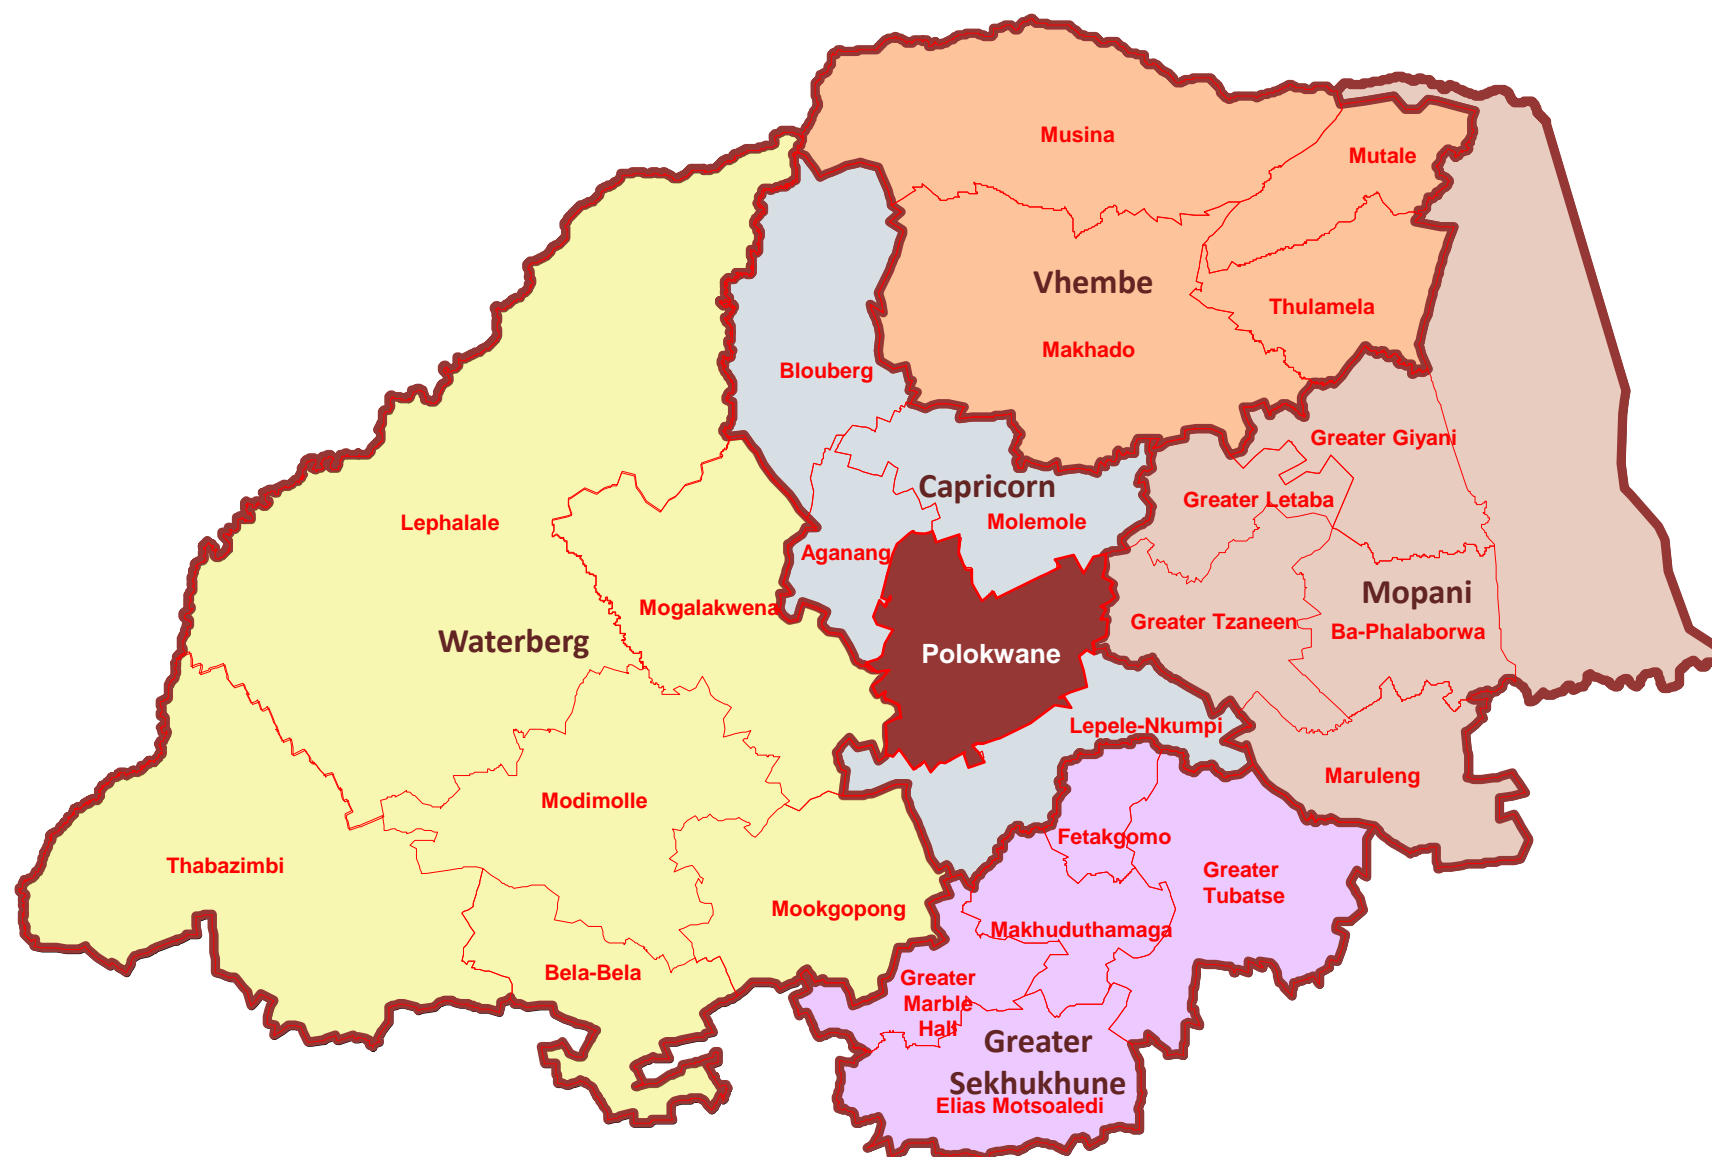 Musina
Mutale
Vhembe
Thulamela
Makhado
Blouberg
Greater Giyani
Capricorn
Greater Letaba
Molemole
Lephalale
Aganang
Mopani
Mogalakwena
Greater Tzaneen
Ba-Phalaborwa
Waterberg
Polokwane
Lepele-Nkumpi
Maruleng
Modimolle
Fetakgomo
Thabazimbi
Greater
Tubatse
Mookgopong
Makhuduthamaga
Bela-Bela
Greater
Marble
Hall
Greater
Sekhukhune
Elias Motsoaledi